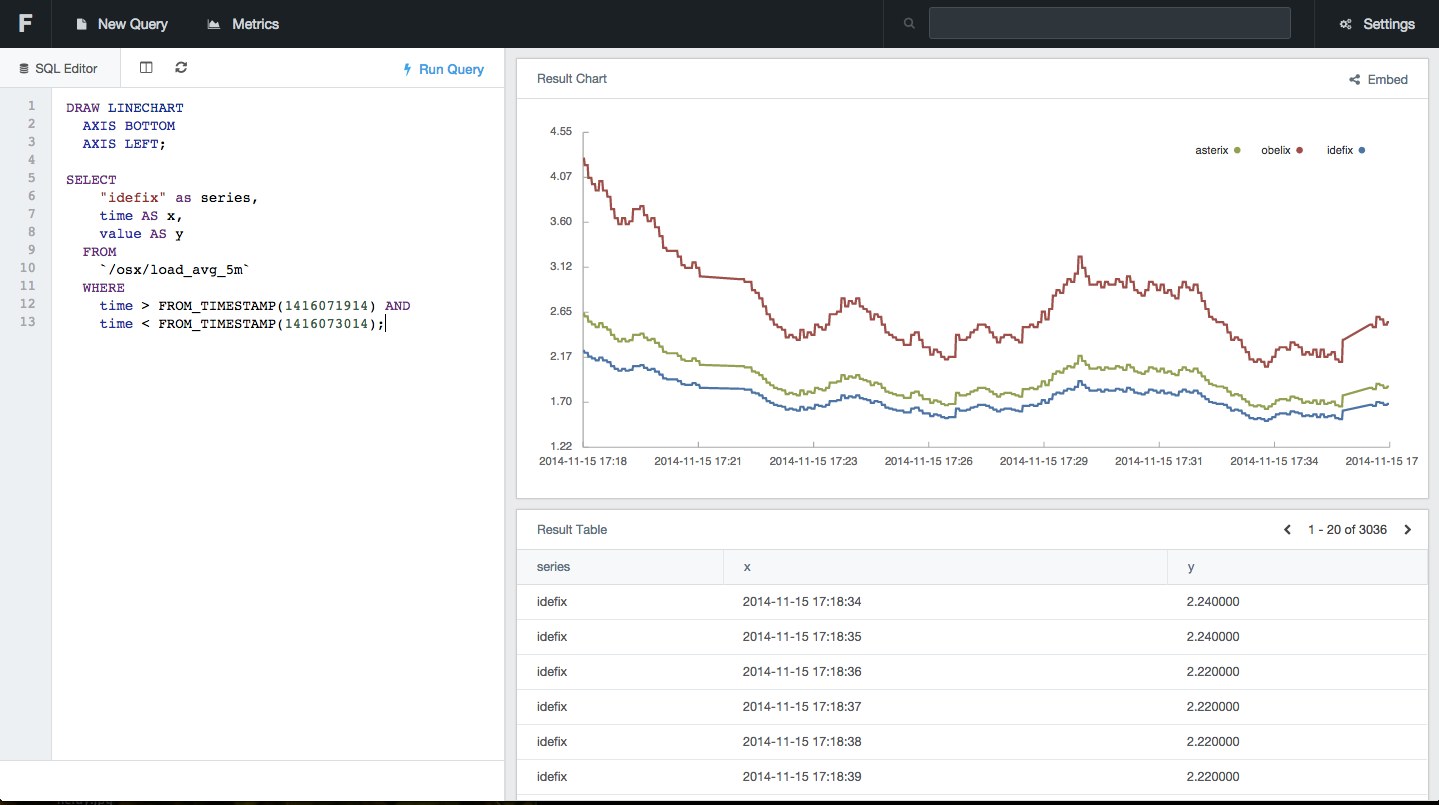 F New Query Metrics Settings
SQL Editor Run Query
1 DRAW LINECHART
2 AXIS BOTTOM
3 AXIS LEFT;
4
5 SELECT
6 "idefix" as series,
7 time AS x,
8 value AS y
9 FROM
10 `/osx/load_avg_5m`
11 WHERE
12 time > FROM_TIMESTAMP(1416071914) AND
13 time < FROM_TIMESTAMP(1416073014);
Result Chart Embed
asterix obelix idefix
4.55
4.07
3.60
3.12
2.65
2.17
1.70
1.22
2014-11-15 17:18 2014-11-15 17:21 2014-11-15 17:23 2014-11-15 17:26 2014-11-15 17:29 2014-11-15 17:31 2014-11-15 17:34 2014-11-15 17
Result Table 1 - 20 of 3036
series x y
idefix 2014-11-15 17:18:34 2.240000
idefix 2014-11-15 17:18:35 2.240000
idefix 2014-11-15 17:18:36 2.220000
idefix 2014-11-15 17:18:37 2.220000
idefix 2014-11-15 17:18:38 2.220000
idefix 2014-11-15 17:18:39 2.220000